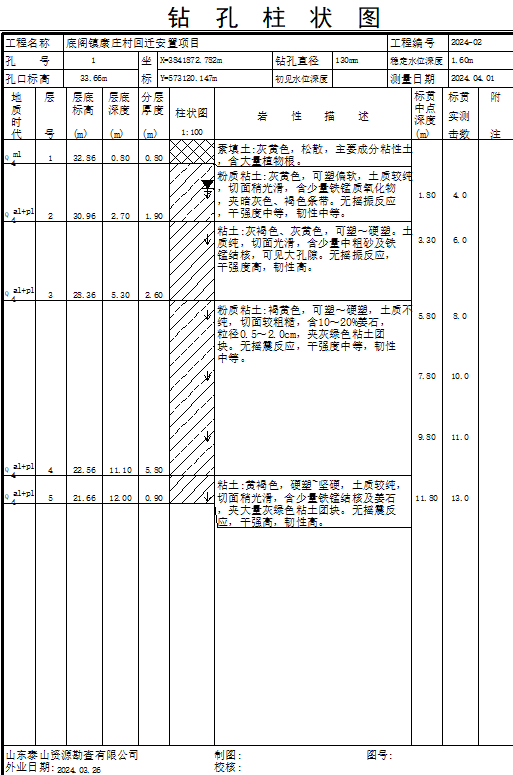 钻 孔 柱 状 图
工程名称 底阁镇康庄村回迁安置项目 工程编号 2024-02
孔 号 1 坐 X=3841872.782m 钻孔直径 130mm 稳定水位深度 1.60m
孔口标高 33.66m 标 Y=573120.147m 初见水位深度 测量日期 2024.04.01
地质时代 层号 层底标高(m) 层底深度(m) 分层厚度(m) 柱状图 1:100 岩 性 描 述 标贯中点深度(m) 标贯实测击数 附注
Q4ml 1 32.86 0.80 0.80
素填土:灰黄色，松散，主要成分粘性土
，含大量植物根。
粉质粘土:灰黄色，可塑偏软，土质较纯
，切面稍光滑，含少量铁锰质氧化物
，夹暗灰色、褐色条带。无摇振反应
，干强度中等，韧性中等。
1.80 4.0
Q4al+pl 2 30.96 2.70 1.90
粘土:灰褐色、灰黄色，可塑～硬塑。土
质纯，切面光滑，含少量中粗砂及铁
锰结核，可见大孔隙。无摇振反应，
干强度高，韧性高。
3.30 6.0
Q4al+pl 3 28.36 5.30 2.60
粉质粘土:褐黄色，可塑～硬塑，土质不
纯，切面较粗糙，含10～20%姜石，
粒径0.5～2.0cm，夹灰绿色粘土团
块。无摇震反应，干强度中等，韧性
中等。
5.80 8.0
7.80 10.0
9.80 11.0
Q4al+pl 4 22.56 11.10 5.80
粘土:黄褐色，硬塑~坚硬，土质较纯，
切面稍光滑，含少量铁锰结核及姜石
，夹大量灰绿色粘土团块。无摇震反
应，干强高，韧性高。
Q4al+pl 5 21.66 12.00 0.90 11.80 13.0
山东泰山资源勘查有限公司 制图: 图号:
外业日期: 2024.03.26 校核: